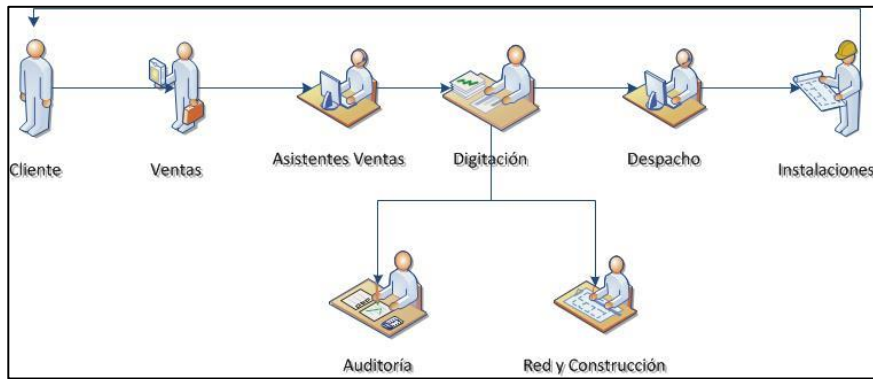 Cliente
Ventas
Asistentes Ventas
Digitación
Despacho
Instalaciones
Auditoría
Red y Construcción